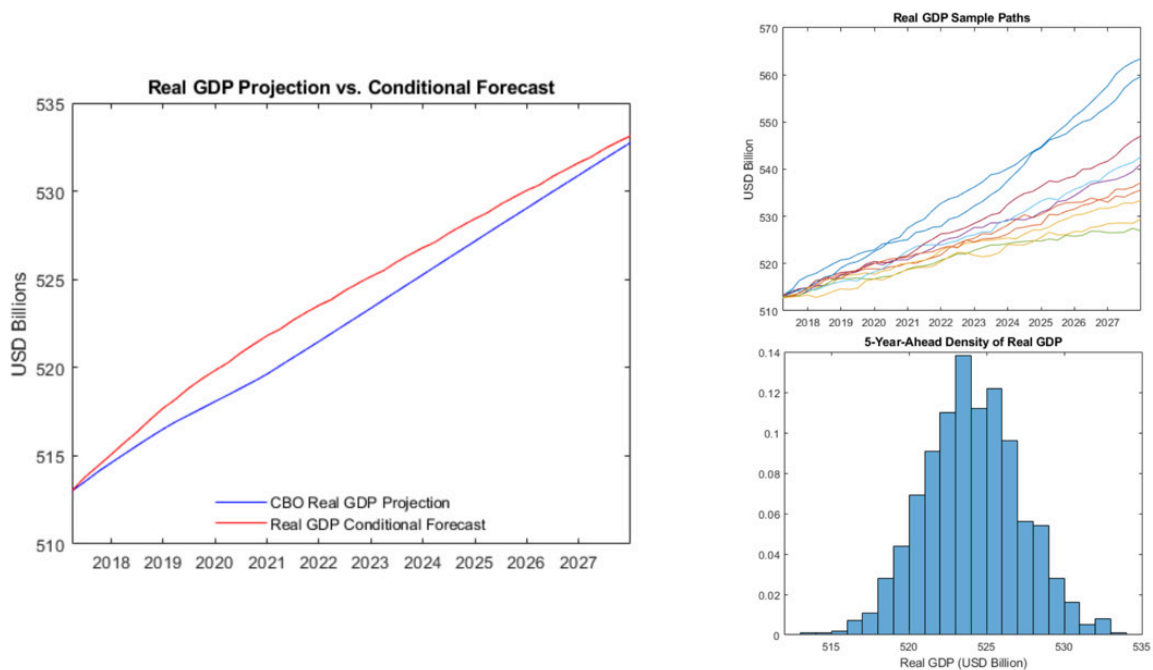 Real GDP Projection vs. Conditional Forecast
535
530
525
520
515
510
USD Billions
2018 2019 2020 2021 2022 2023 2024 2025 2026 2027
CBO Real GDP Projection
Real GDP Conditional Forecast
Real GDP Sample Paths
570
560
550
540
530
520
510
USD Billion
2018 2019 2020 2021 2022 2023 2024 2025 2026 2027
5-Year-Ahead Density of Real GDP
0.14
0.12
0.1
0.08
0.06
0.04
0.02
0
515 520 525 530 535
Real GDP (USD Billion)